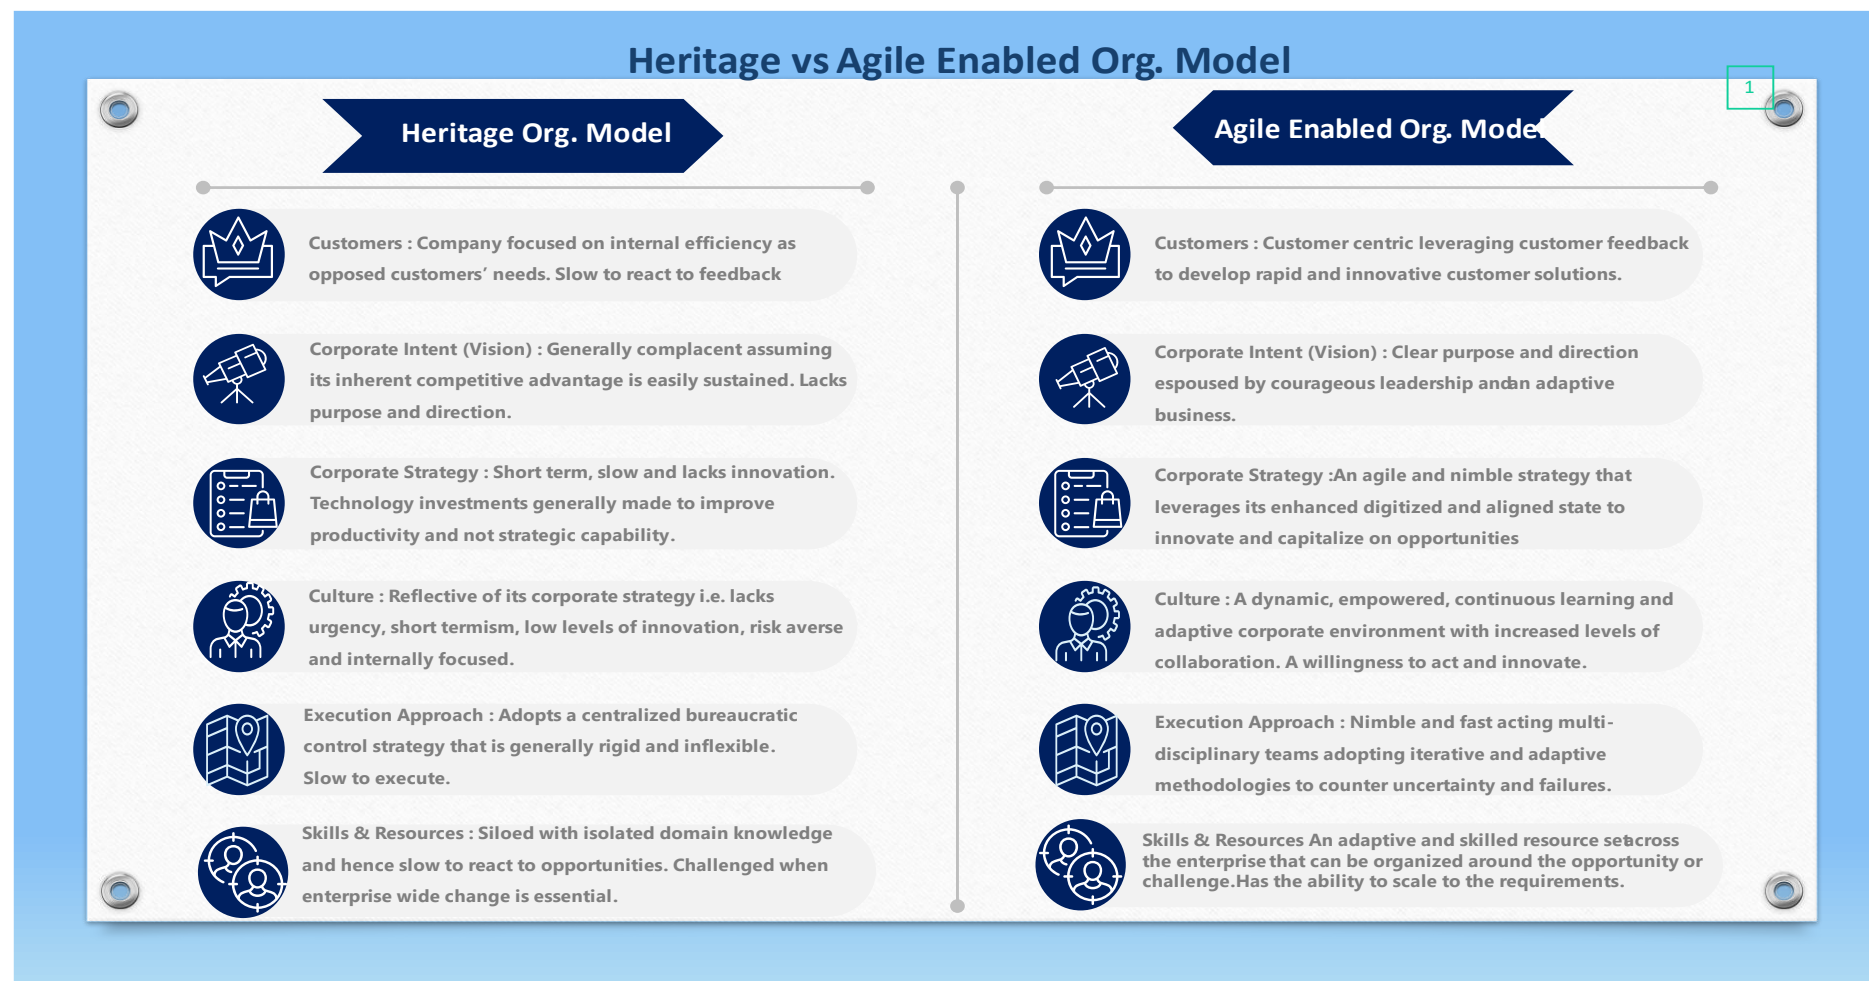 Heritage vs Agile Enabled Org. Model
1
Heritage Org. Model
Customers : Company focused on internal efficiency as
opposed customers’ needs. Slow to react to feedback
Corporate Intent (Vision) : Generally complacent assuming
its inherent competitive advantage is easily sustained. Lacks
purpose and direction.
Corporate Strategy : Short term, slow and lacks innovation.
Technology investments generally made to improve
productivity and not strategic capability.
Culture : Reflective of its corporate strategy i.e. lacks
urgency, short termism, low levels of innovation, risk averse
and internally focused.
Execution Approach : Adopts a centralized bureaucratic
control strategy that is generally rigid and inflexible.
Slow to execute.
Skills & Resources : Siloed with isolated domain knowledge
and hence slow to react to opportunities. Challenged when
enterprise wide change is essential.
Agile Enabled Org. Model
Customers : Customer centric leveraging customer feedback
to develop rapid and innovative customer solutions.
Corporate Intent (Vision) : Clear purpose and direction
espoused by courageous leadership and an adaptive
business.
Corporate Strategy :An agile and nimble strategy that
leverages its enhanced digitized and aligned state to
innovate and capitalize on opportunities
Culture : A dynamic, empowered, continuous learning and
adaptive corporate environment with increased levels of
collaboration. A willingness to act and innovate.
Execution Approach : Nimble and fast acting multi-
disciplinary teams adopting iterative and adaptive
methodologies to counter uncertainty and failures.
Skills & Resources An adaptive and skilled resource set across
the enterprise that can be organized around the opportunity or
challenge.Has the ability to scale to the requirements.